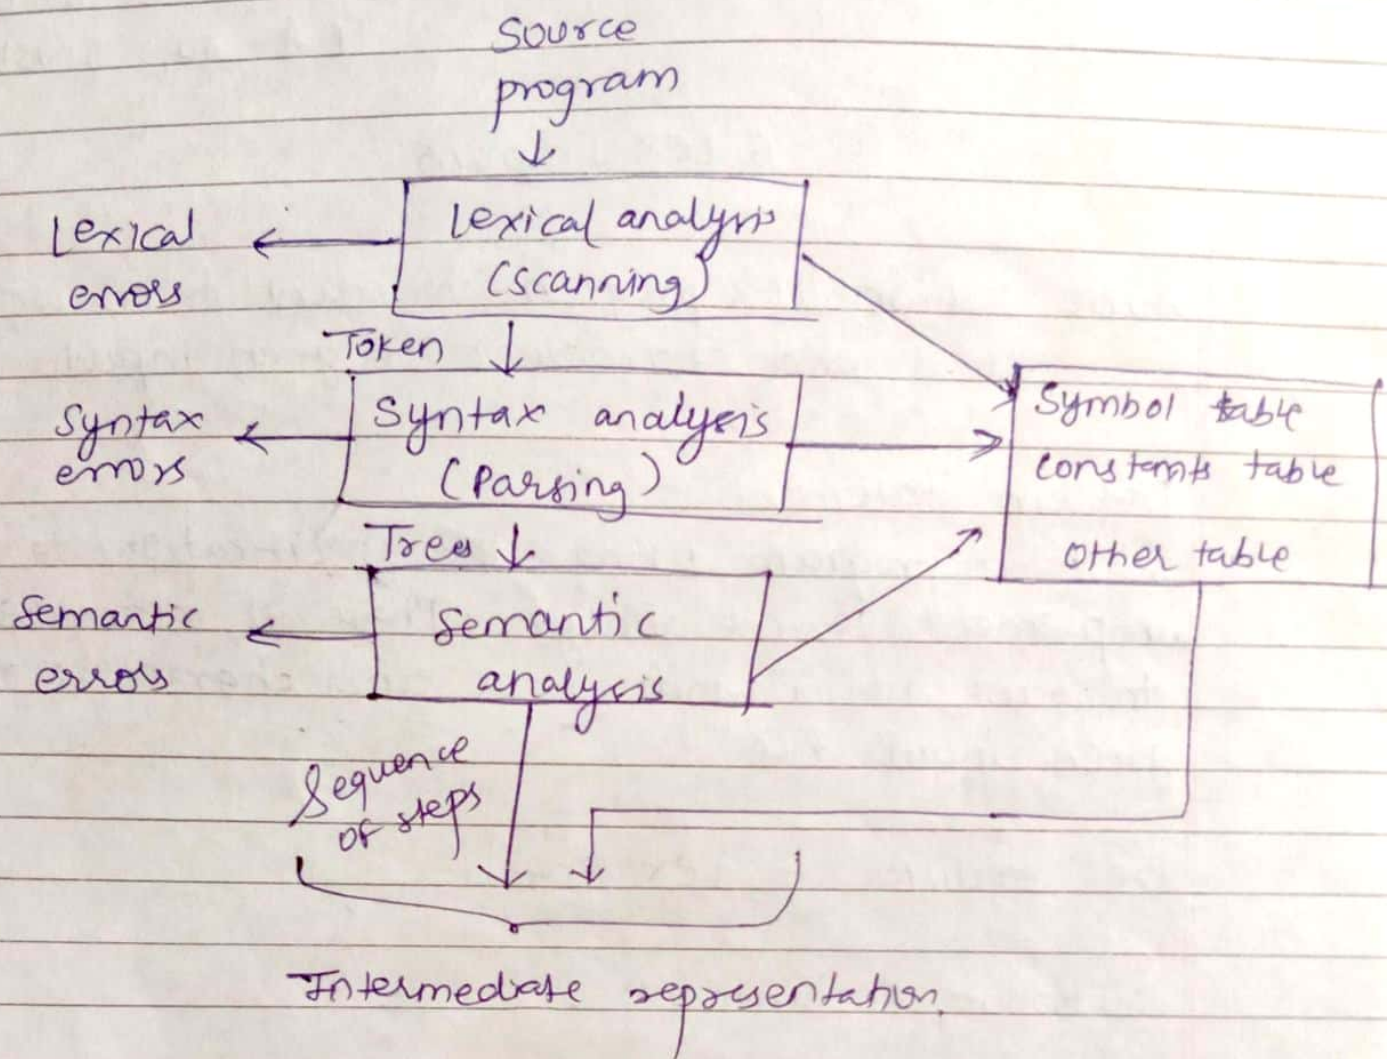 Source
program
Lexical
errors
Lexical analysis
(scanning)
Token
Syntax
errors
Syntax analysis
(Parsing)
Symbol table
constants table
Other table
Trees
Semantic
errors
Semantic
analysis
Sequence
of steps
Intermediate representation.